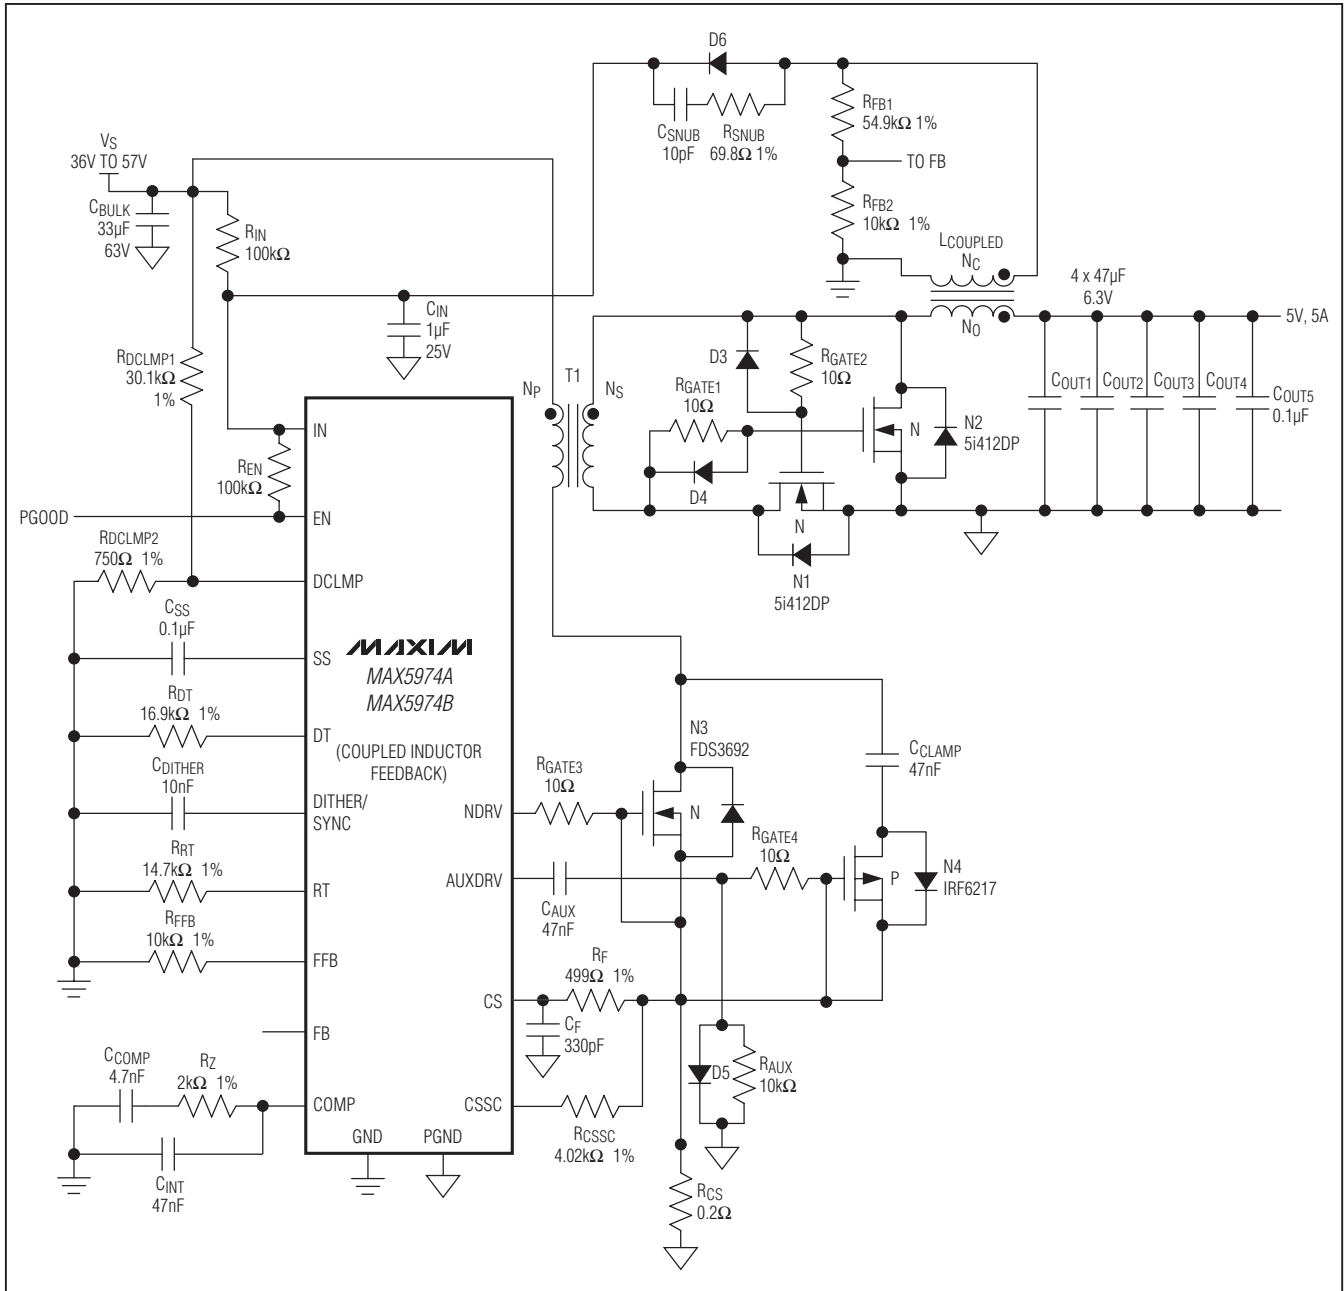 D6
CSNUB
10pF
RSNUB
69.8Ω 1%
RFB1
54.9kΩ 1%
TO FB
RFB2
10kΩ 1%
VS
36V TO 57V
CBULK
33µF
63V
RIN
100kΩ
CIN
1µF
25V
LCOUPLED
NC
NO
4 x 47µF
6.3V
5V, 5A
RDCLMP1
30.1kΩ
1%
NP
T1
NS
D3
RGATE2
10Ω
RGATE1
10Ω
D4
N
N2
5i412DP
N
N1
5i412DP
COUT1
COUT2
COUT3
COUT4
COUT5
0.1µF
IN
REN
100kΩ
PGOOD
EN
RDCLMP2
750Ω 1%
DCLMP
CSS
0.1µF
SS
RDT
16.9kΩ 1%
DT
CDITHER
10nF
DITHER/
SYNC
RRT
14.7kΩ 1%
RT
RFFB
10kΩ 1%
FFB
FB
CCOMP
4.7nF
RZ
2kΩ 1%
COMP
CINT
47nF
MAXIM
MAX5974A
MAX5974B
(COUPLED INDUCTOR
FEEDBACK)
NDRV
AUXDRV
CS
CSSC
GND
PGND
RGATE3
10Ω
N3
FDS3692
N
CCLAMP
47nF
RGATE4
10Ω
P
N4
IRF6217
CAUX
47nF
RF
499Ω 1%
CF
330pF
D5
RAUX
10kΩ
RCSSC
4.02kΩ 1%
RCS
0.2Ω